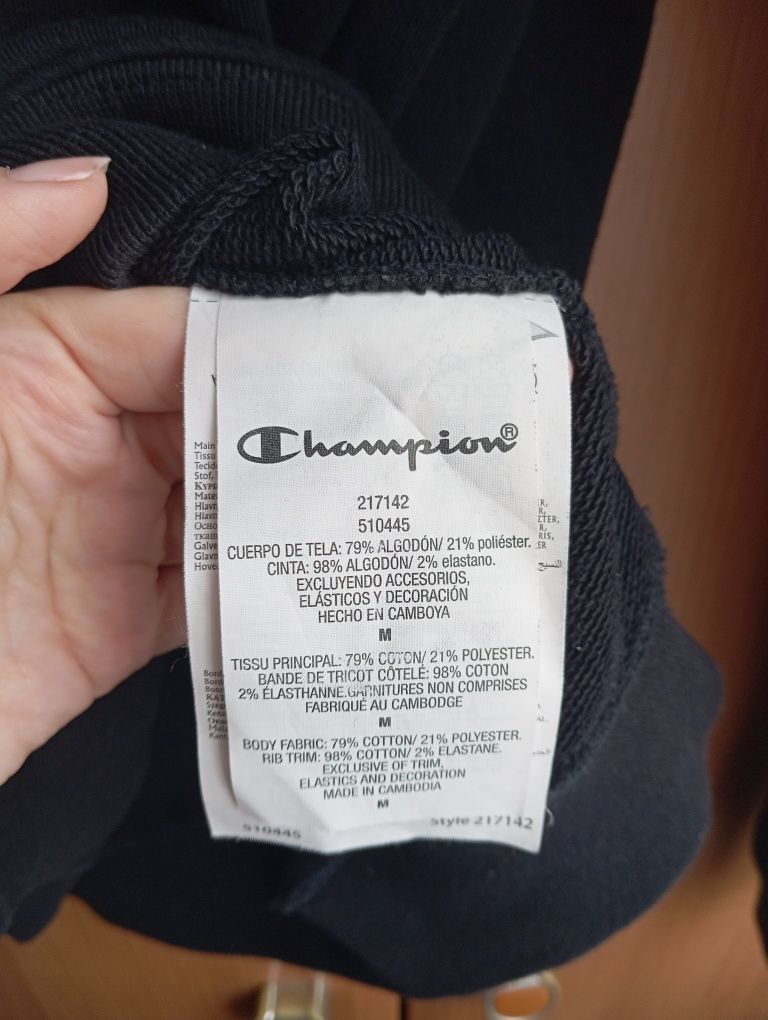 Champion®
217142
510445
CUERPO DE TELA: 79% ALGODÓN/ 21% poliéster.
CINTA: 98% ALGODÓN/ 2% elastano.
EXCLUYENDO ACCESORIOS,
ELÁSTICOS Y DECORACIÓN
HECHO EN CAMBOYA
M
TISSU PRINCIPAL: 79% COTON/ 21% POLYESTER.
BANDE DE TRICOT CÔTELÉ: 98% COTON
2% ÉLASTHANNE.GARNITURES NON COMPRISES
FABRIQUÉ AU CAMBODGE
M
BODY FABRIC: 79% COTTON/ 21% POLYESTER.
RIB TRIM: 98% COTTON/ 2% ELASTANE.
EXCLUSIVE OF TRIM,
ELASTICS AND DECORATION
MADE IN CAMBODIA
M
510445 Style 217142
Main
Tissu
Stof,